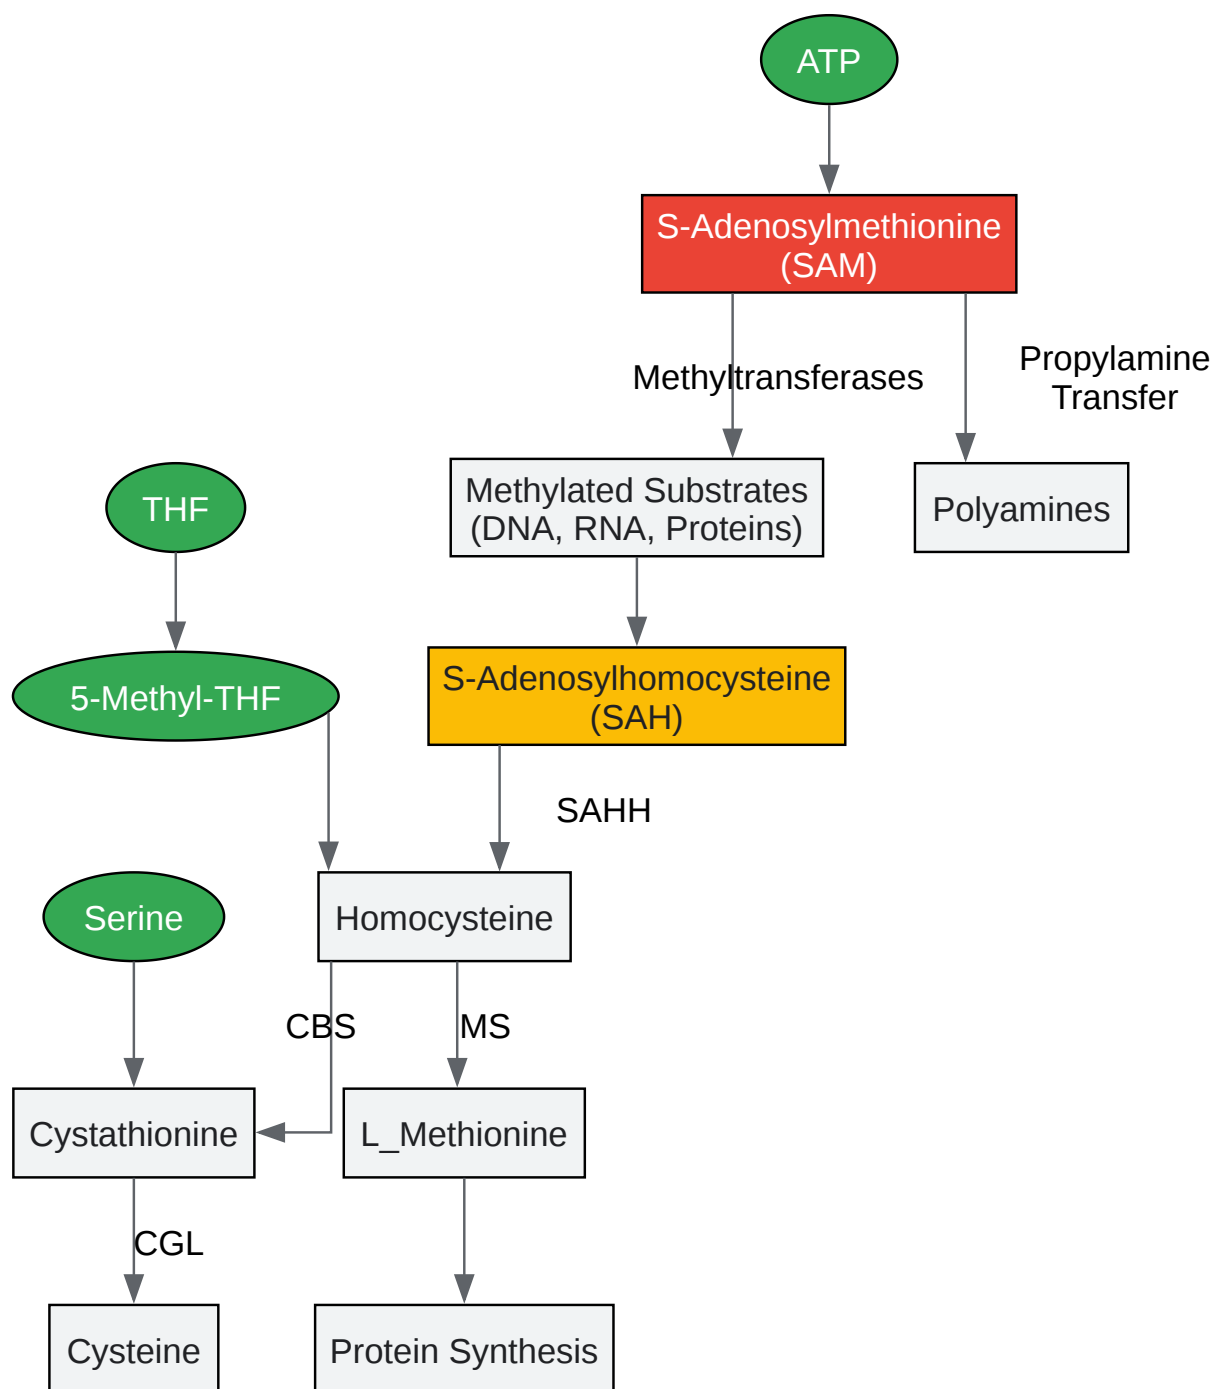 ATP
S-Adenosylmethionine
(SAM)
Methyltransferases
Propylamine
Transfer
THF
Methylated Substrates
(DNA, RNA, Proteins)
Polyamines
5-Methyl-THF
S-Adenosylhomocysteine
(SAH)
SAHH
Serine
Homocysteine
CBS
MS
Cystathionine
L_Methionine
CGL
Cysteine
Protein Synthesis